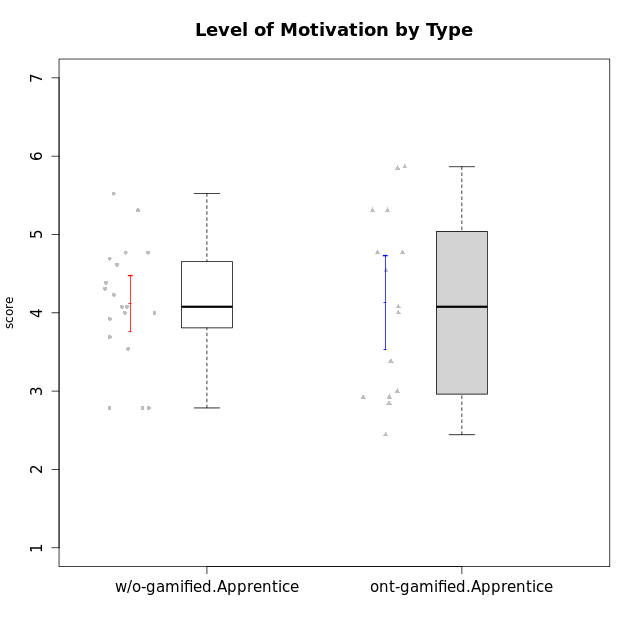 Level of Motivation by Type
7
6
5
4
3
2
1
score
w/o-gamified.Apprentice
ont-gamified.Apprentice